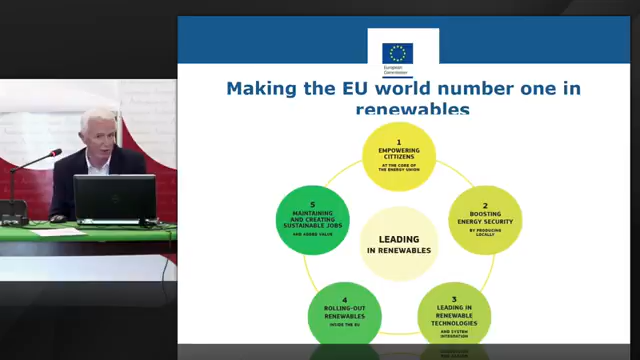 European
Commission
Making the EU world number one in
renewables
1
EMPOWERING
CITTIZENS
AT THE CORE OF
THE ENERGY UNION
2
BOOSTING
ENERGY SECURITY
BY PRODUCING
LOCALLY
3
LEADING IN
RENEWABLE
TECHNOLOGIES
AND SYSTEM
INTEGRATION
4
ROLLING-OUT
RENEWABLES
INSIDE THE EU
5
MAINTAINING
AND CREATING
SUSTAINABLE JOBS
AND ADDED VALUE
LEADING
IN RENEWABLES